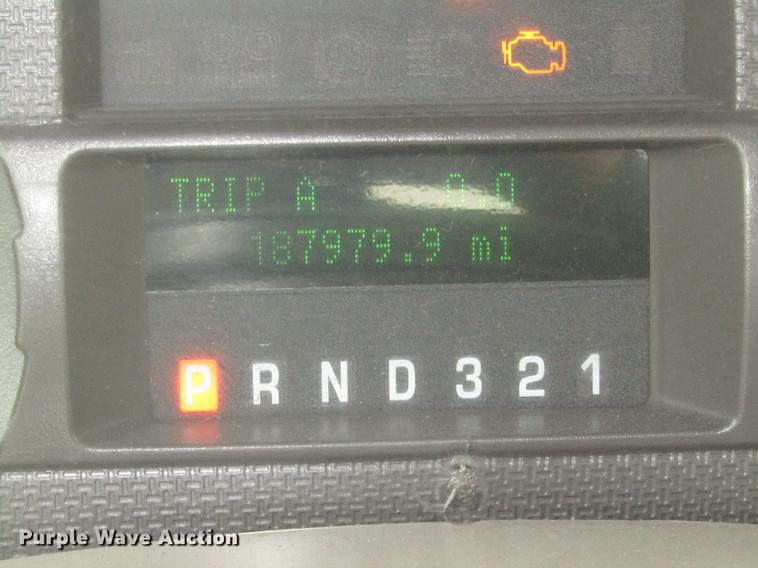 TRIP A 0.0
187979.9 mi
P R N D 3 2 1
Purple Wave Auction